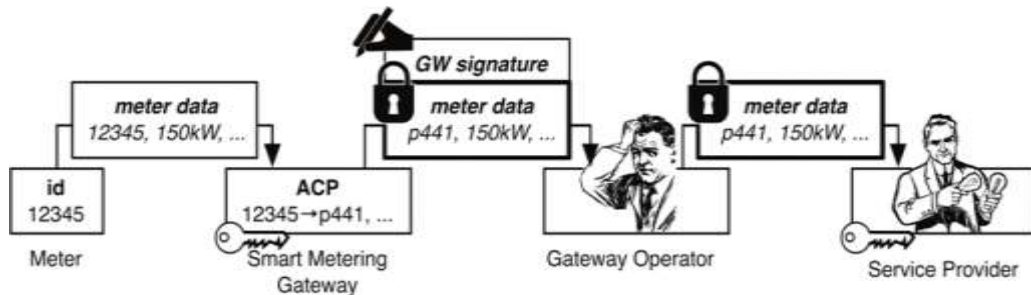 GW signature
meter data
12345, 150kW, ...
meter data
p441, 150kW, ...
meter data
p441, 150kW, ...
id
12345
ACP
12345→p441, ...
Meter
Smart Metering
Gateway
Gateway Operator
Service Provider